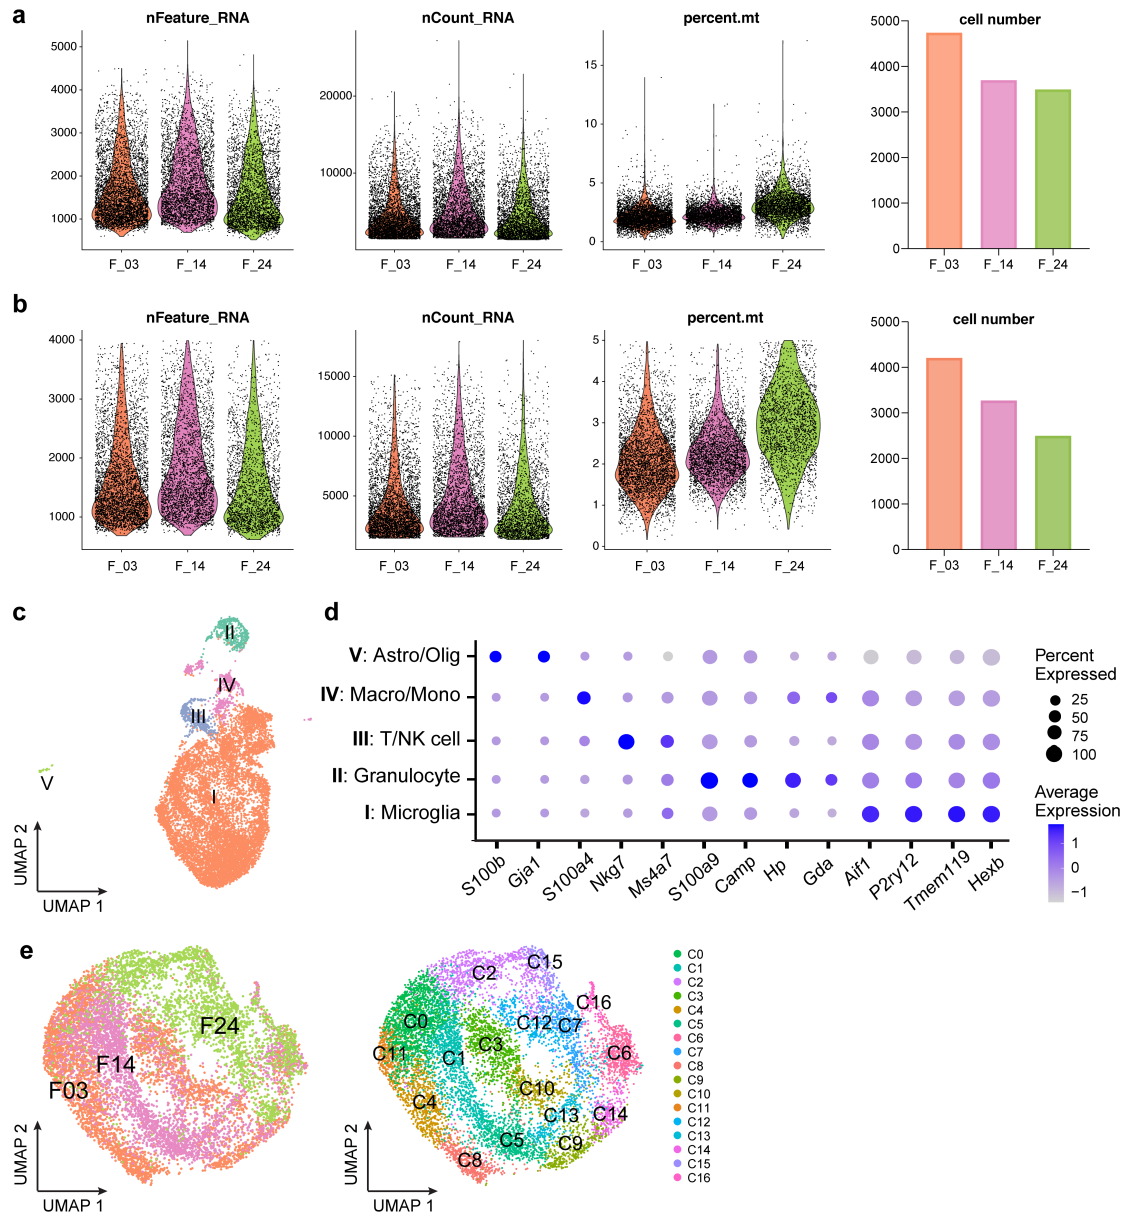 a
nFeature_RNA
5000
4000
3000
2000
1000
F_03 F_14 F_24
nCount_RNA
20000
10000
F_03 F_14 F_24
percent.mt
15
10
5
0
F_03 F_14 F_24
cell number
5000
4000
3000
2000
1000
0
F_03 F_14 F_24
b
nFeature_RNA
4000
3000
2000
1000
F_03 F_14 F_24
nCount_RNA
15000
10000
5000
F_03 F_14 F_24
percent.mt
5
4
3
2
1
0
F_03 F_14 F_24
cell number
5000
4000
3000
2000
1000
0
F_03 F_14 F_24
c
II
IV
III
V
I
UMAP 2
UMAP 1
d
V: Astro/Olig
IV: Macro/Mono
III: T/NK cell
II: Granulocyte
I: Microglia
S100b
Gja1
S100a4
Nkg7
Ms4a7
S100a9
Camp
Hp
Gda
Aif1
P2ry12
Tmem119
Hexb
Percent
Expressed
25
50
75
100
Average
Expression
1
0
−1
e
F24
F14
F03
UMAP 2
UMAP 1
C15
C2
C16
C0
C12
C7
C3
C11
C1
C6
C10
C4
C13
C14
C5
C9
C8
UMAP 2
UMAP 1
C0
C1
C2
C3
C4
C5
C6
C7
C8
C9
C10
C11
C12
C13
C14
C15
C16